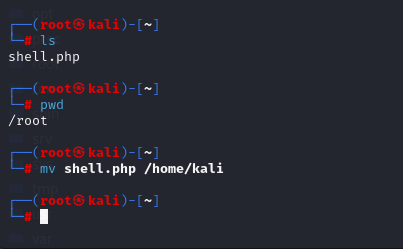 ┌──(root㉿kali)-[~]
└─# ls
shell.php
┌──(root㉿kali)-[~]
└─# pwd
/root
┌──(root㉿kali)-[~]
└─# mv shell.php /home/kali
┌──(root㉿kali)-[~]
└─#